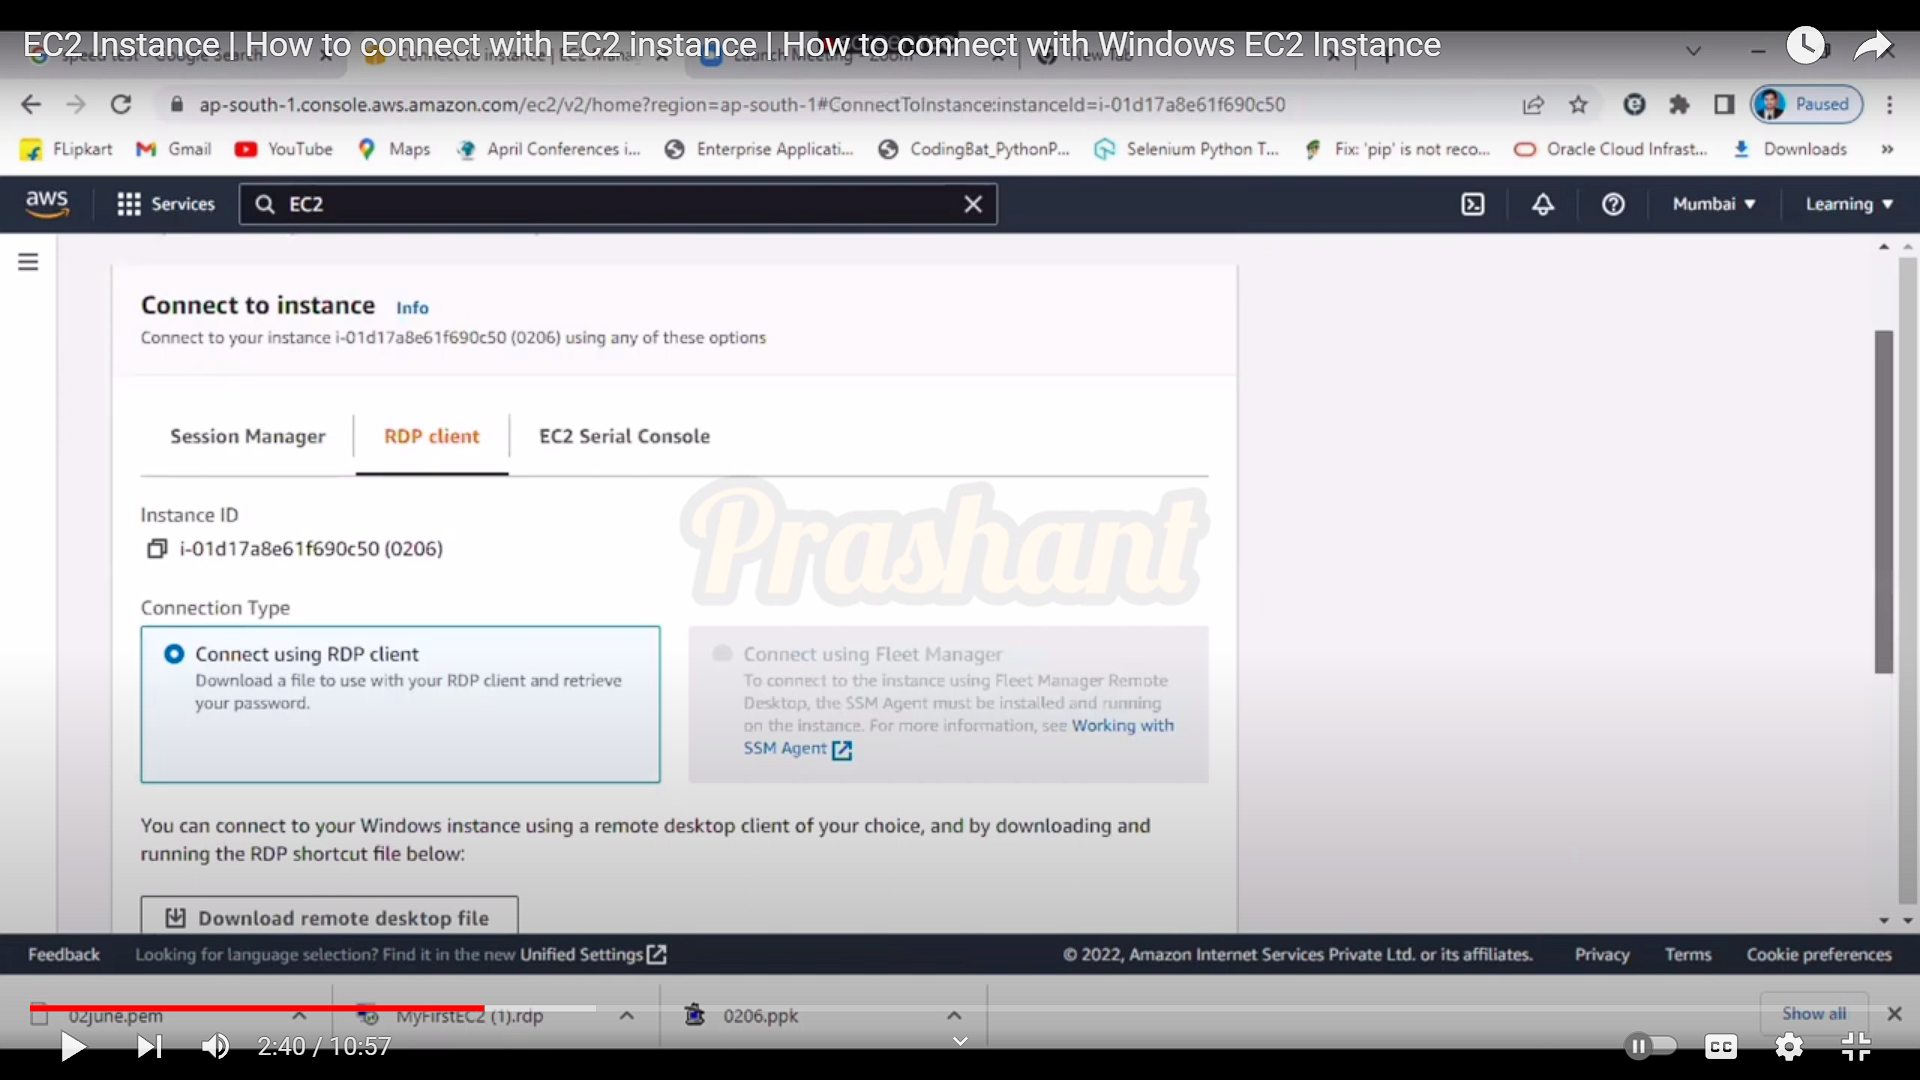 EC2 Instance | How to connect with EC2 instance | How to connect with Windows EC2 Instance
ap-south-1.console.aws.amazon.com/ec2/v2/home?region=ap-south-1#ConnectToInstance:instanceId=i-01d17a8e61f690c50
Paused
FLipkart
Gmail
YouTube
Maps
April Conferences i...
Enterprise Applicati...
CodingBat_PythonP...
Selenium Python T...
Fix: 'pip' is not reco...
Oracle Cloud Infrast...
Downloads
»
aws
Services
EC2
Mumbai
Learning
Connect to instance Info
Connect to your instance i-01d17a8e61f690c50 (0206) using any of these options
Session Manager
RDP client
EC2 Serial Console
Prashant
Instance ID
i-01d17a8e61f690c50 (0206)
Connection Type
Connect using RDP client
Download a file to use with your RDP client and retrieve
your password.
Connect using Fleet Manager
To connect to the instance using Fleet Manager Remote
Desktop, the SSM Agent must be installed and running
on the instance. For more information, see Working with
SSM Agent
You can connect to your Windows instance using a remote desktop client of your choice, and by downloading and
running the RDP shortcut file below:
Download remote desktop file
Feedback
Looking for language selection? Find it in the new Unified Settings
© 2022, Amazon Internet Services Private Ltd. or its affiliates.
Privacy
Terms
Cookie preferences
02june.pem
MyFirstEC2 (1).rdp
0206.ppk
Show all
2:40 / 10:57
CC